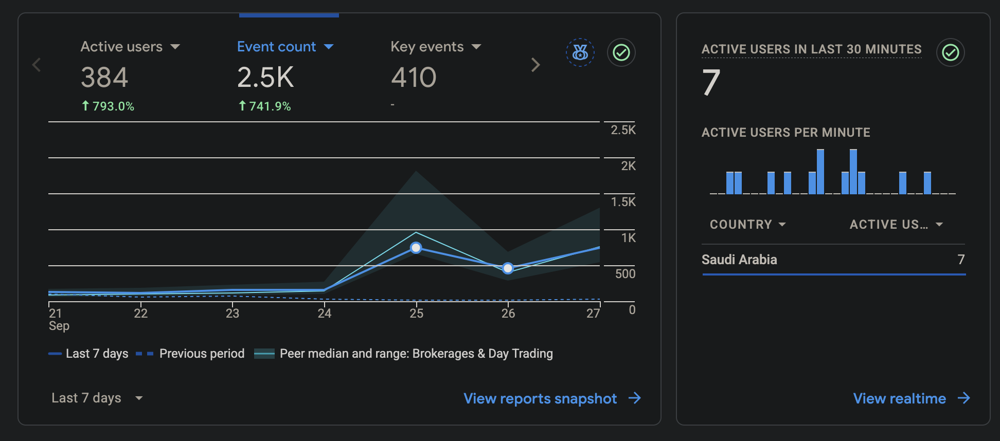 Active users
384
793.0%
Event count
2.5K
741.9%
Key events
410
-
2.5K
2K
1.5K
1K
500
0
21 22 23 24 25 26 27
Sep
Last 7 days Previous period Peer median and range: Brokerages & Day Trading
Last 7 days
View reports snapshot
ACTIVE USERS IN LAST 30 MINUTES
7
ACTIVE USERS PER MINUTE
COUNTRY ACTIVE US...
Saudi Arabia 7
View realtime